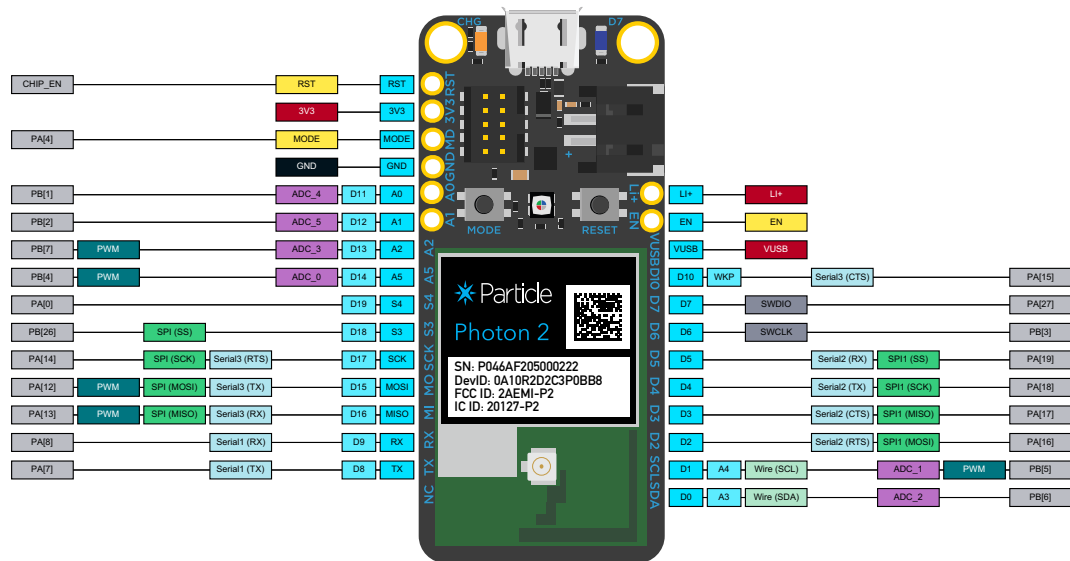 CHG D7
CHIP_EN RST RST RST
3V3 3V3 3V3
PA[4] MODE MODE MD
GND GND GND
PB[1] ADC_4 D11 A0 A0 Li+ LI+ LI+
PB[2] ADC_5 D12 A1 A1 EN EN EN
MODE RESET
PB[7] PWM ADC_3 D13 A2 A2 VUSB VUSB VUSB
PB[4] PWM ADC_0 D14 A5 A5 D10 D10 WKP Serial3 (CTS) PA[15]
PA[0] D19 S4 S4 D7 D7 SWDIO PA[27]
PB[26] SPI (SS) D18 S3 S3 D6 D6 SWCLK PB[3]
PA[14] SPI (SCK) Serial3 (RTS) D17 SCK SCK D5 D5 Serial2 (RX) SPI1 (SS) PA[19]
PA[12] PWM SPI (MOSI) Serial3 (TX) D15 MOSI MO D4 D4 Serial2 (TX) SPI1 (SCK) PA[18]
PA[13] PWM SPI (MISO) Serial3 (RX) D16 MISO MI D3 D3 Serial2 (CTS) SPI1 (MISO) PA[17]
PA[8] Serial1 (RX) D9 RX RX D2 D2 Serial2 (RTS) SPI1 (MOSI) PA[16]
PA[7] Serial1 (TX) D8 TX TX SCL D1 A4 Wire (SCL) ADC_1 PWM PB[5]
NC SDA D0 A3 Wire (SDA) ADC_2 PB[6]
+
Particle
Photon 2
SN: P046AF205000222
DevID: 0A10R2D2C3P0BB8
FCC ID: 2AEMI-P2
IC ID: 20127-P2